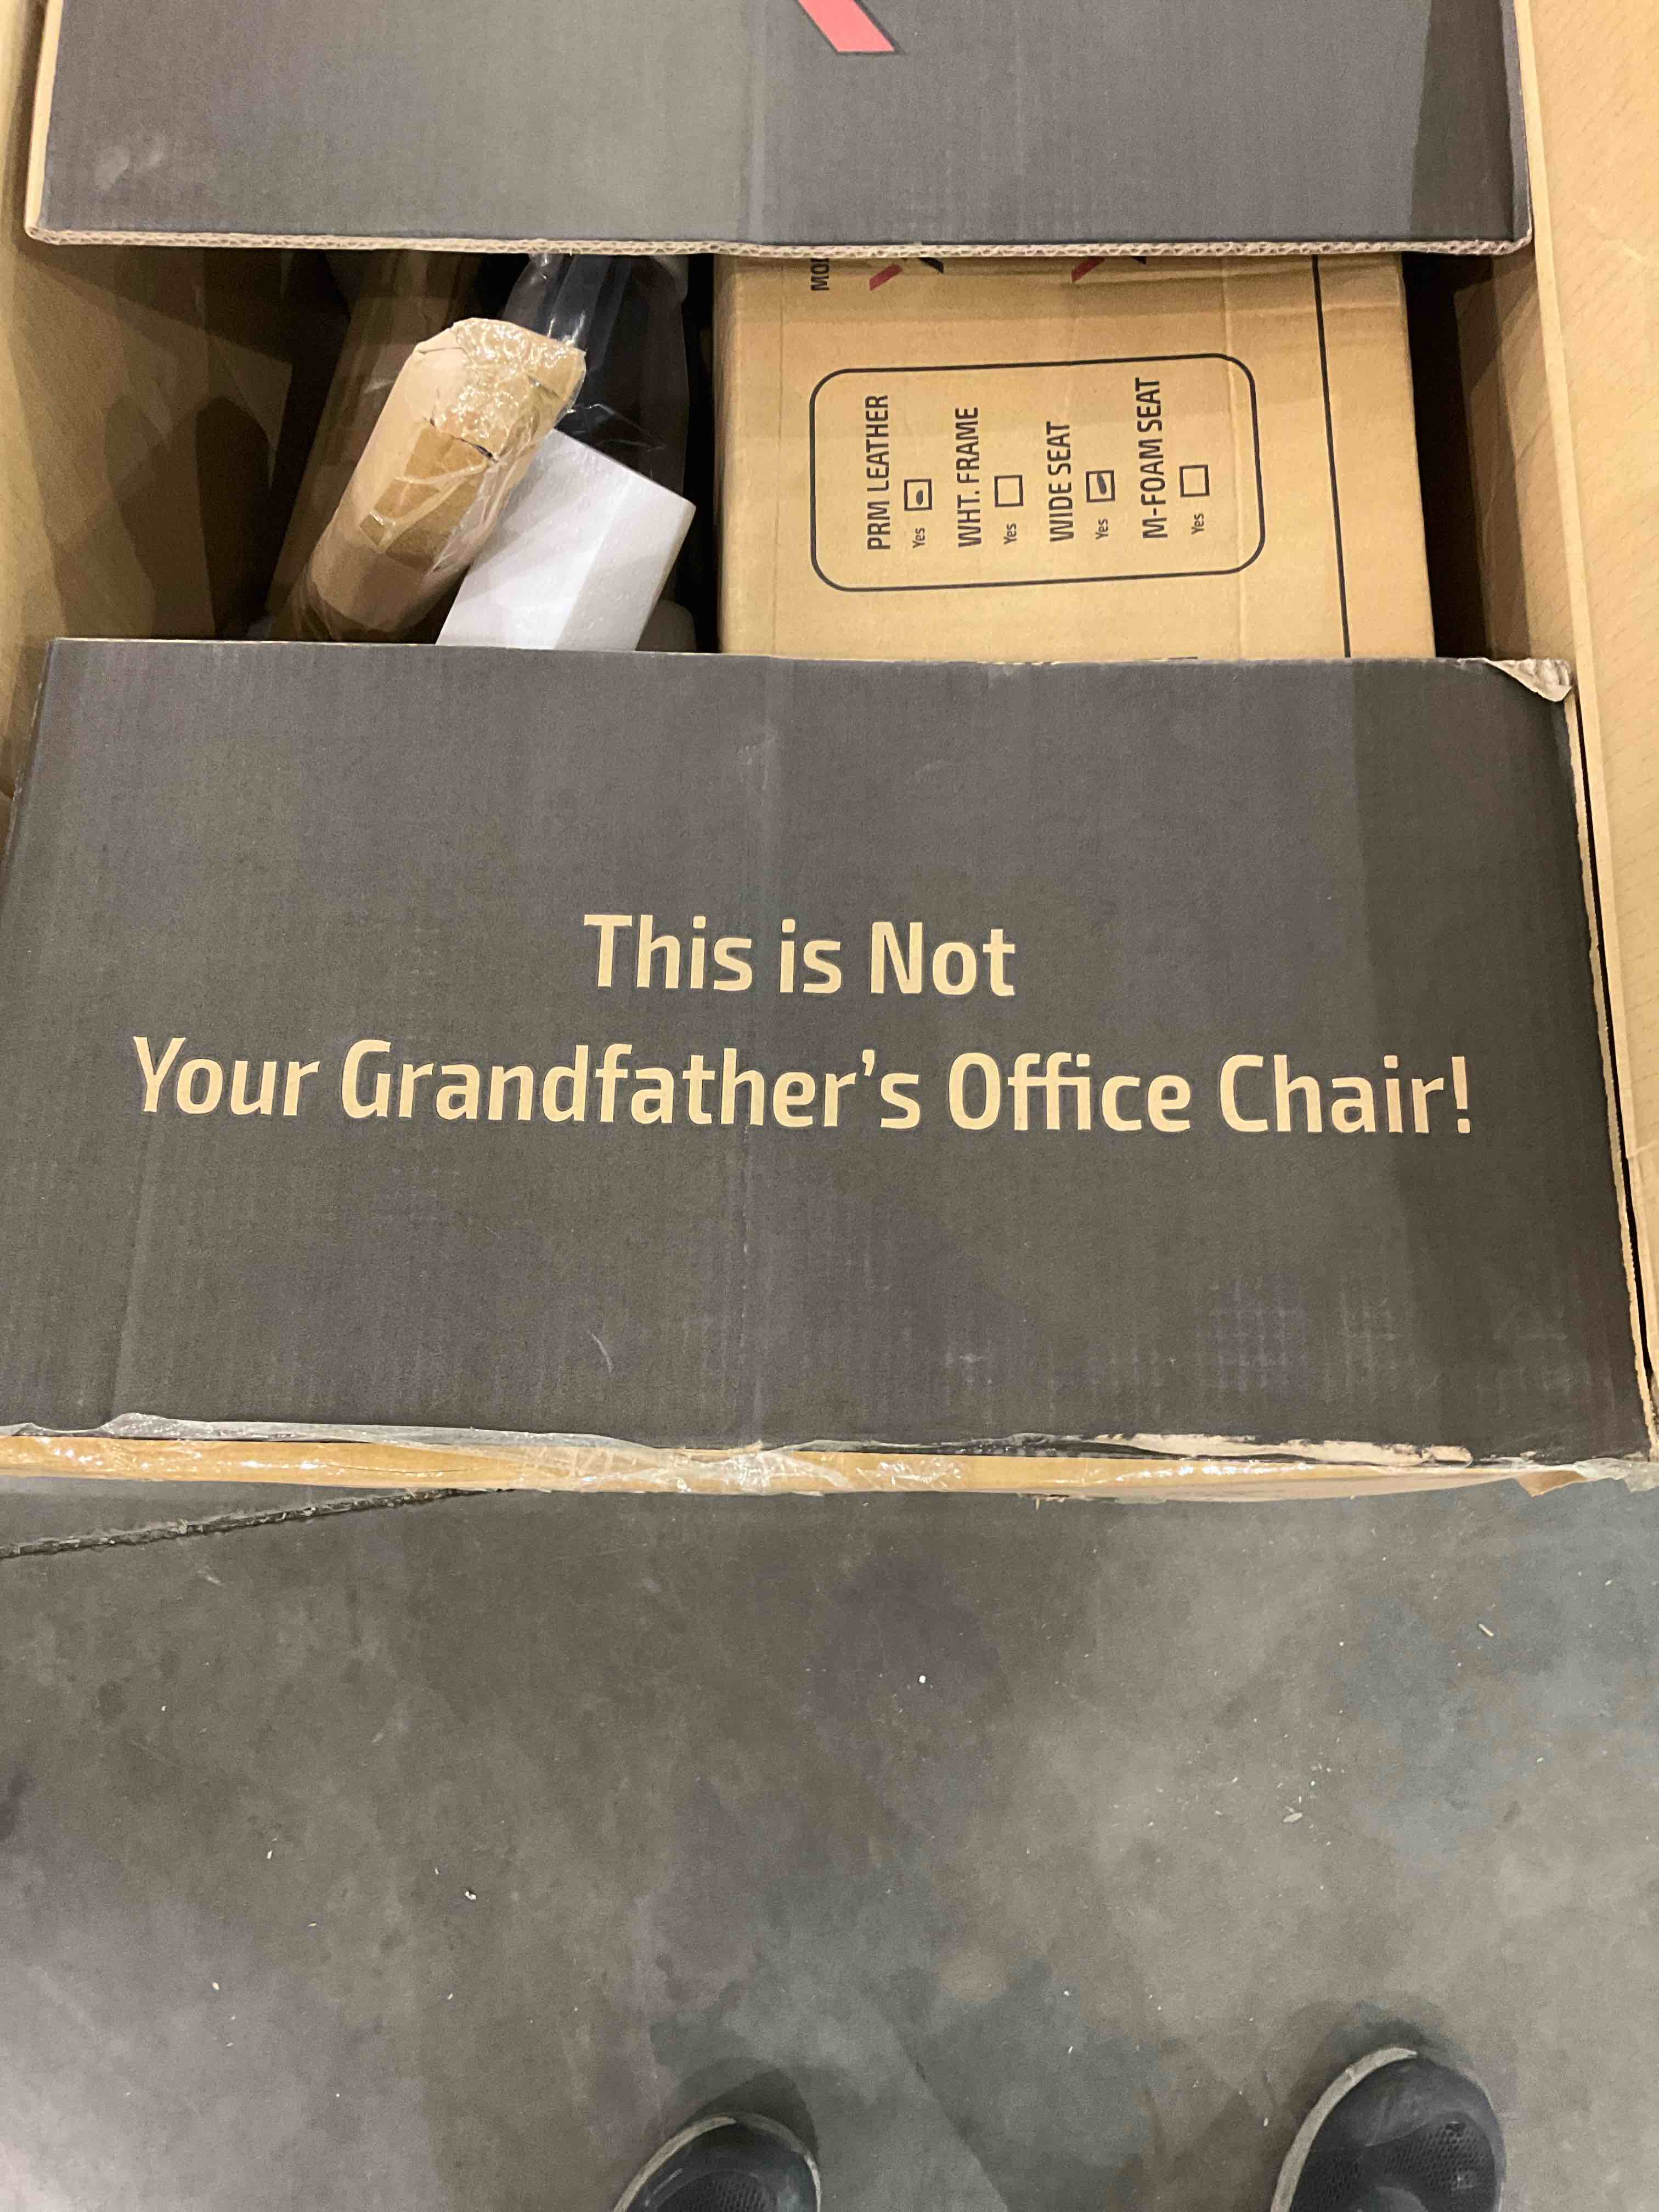 MOD
PRM LEATHER
Yes
WHT. FRAME
Yes
WIDE SEAT
Yes
M-FOAM SEAT
Yes
This is Not
Your Grandfather's Office Chair!